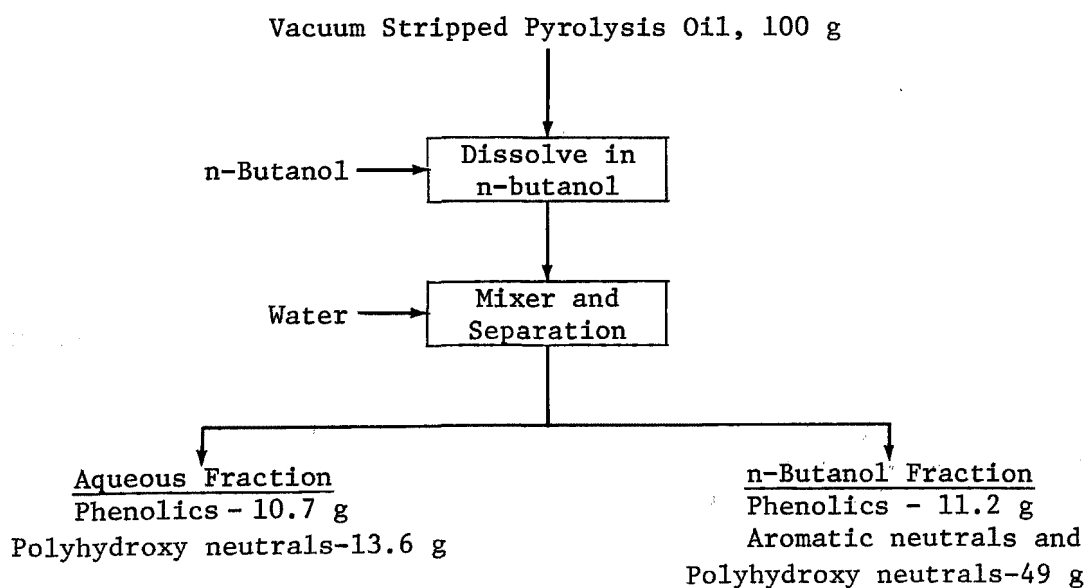 Vacuum Stripped Pyrolysis Oil, 100 g
n-Butanol
Dissolve in
n-butanol
Water
Mixer and
Separation
Aqueous Fraction
Phenolics - 10.7 g
Polyhydroxy neutrals-13.6 g
n-Butanol Fraction
Phenolics - 11.2 g
Aromatic neutrals and
Polyhydroxy neutrals-49 g